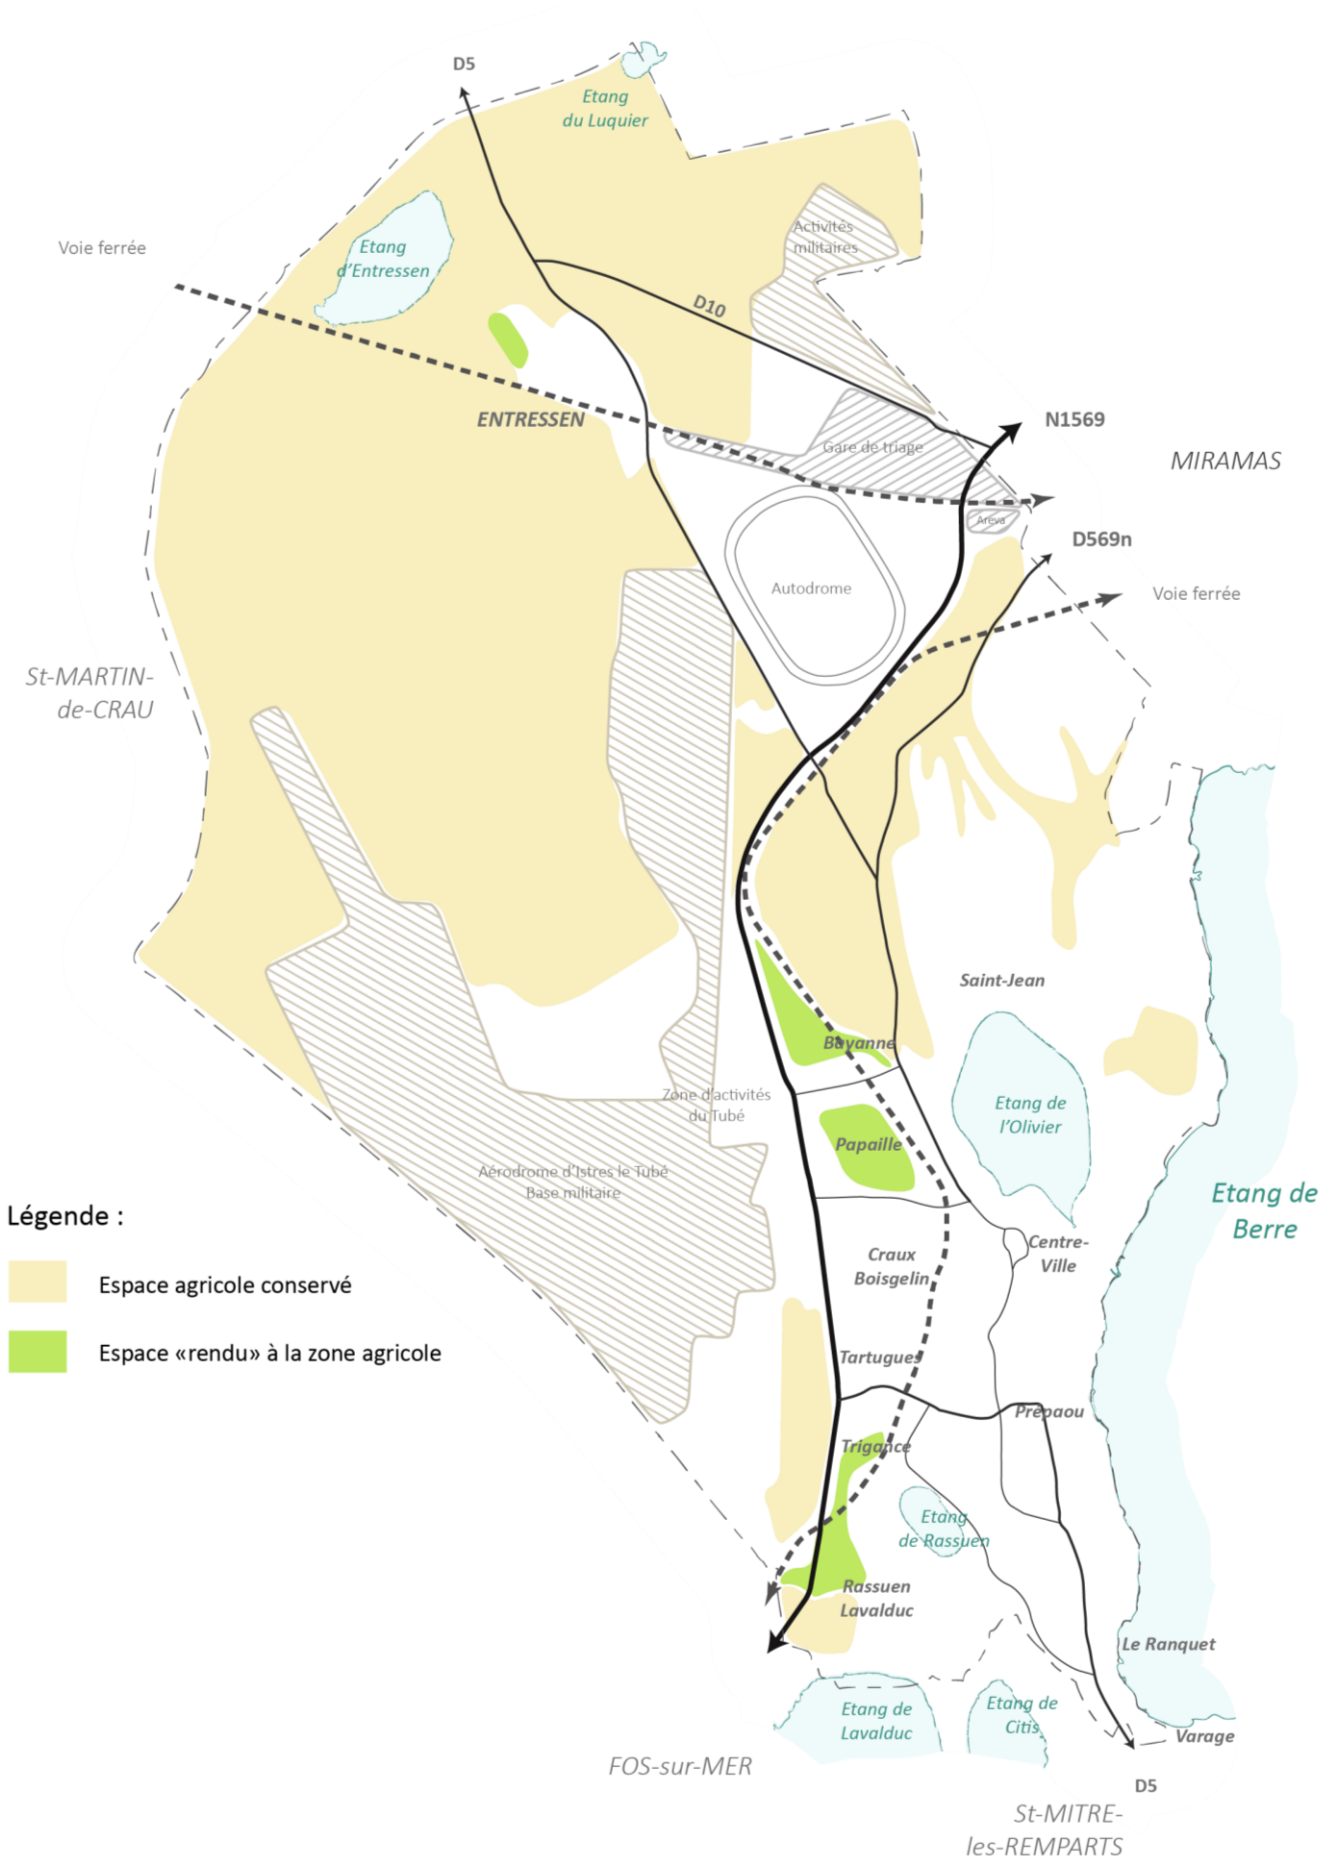 D5
Etang
du Luquier
Activités
militaires
Voie ferrée
Etang
d'Entressen
D10
ENTRESSEN
N1569
Gare de triage
MIRAMAS
Areva
D569n
Autodrome
Voie ferrée
St-MARTIN-
de-CRAU
Saint-Jean
Bayanne
Zone d'activités
du Tubé
Etang de
l'Olivier
Papaille
Aérodrome d'Istres le Tubé
Base militaire
Etang de
Berre
Légende :
Espace agricole conservé
Espace «rendu» à la zone agricole
Centre-
Ville
Craux
Boisgelin
Tartugues
Prépaou
Trigance
Etang
de Rassuen
Rassuen
Lavalduc
Le Ranquet
Etang de
Lavalduc
Etang de
Citis
Varage
FOS-sur-MER
D5
St-MITRE-
les-REMPARTS